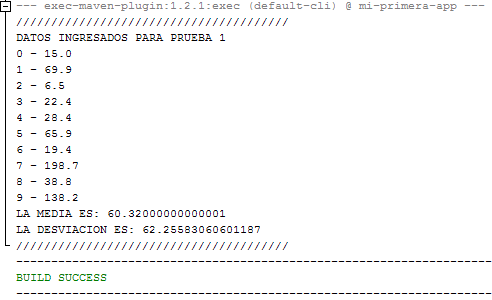 --- exec-maven-plugin:1.2.1:exec (default-cli) @ mi-primera-app ---
///////////////////////////////////////
DATOS INGRESADOS PARA PRUEBA 1
0 - 15.0
1 - 69.9
2 - 6.5
3 - 22.4
4 - 28.4
5 - 65.9
6 - 19.4
7 - 198.7
8 - 38.8
9 - 138.2
LA MEDIA ES: 60.32000000000001
LA DESVIACION ES: 62.25583060601187
///////////////////////////////////////
------------------------------------------------------------------------
BUILD SUCCESS
------------------------------------------------------------------------